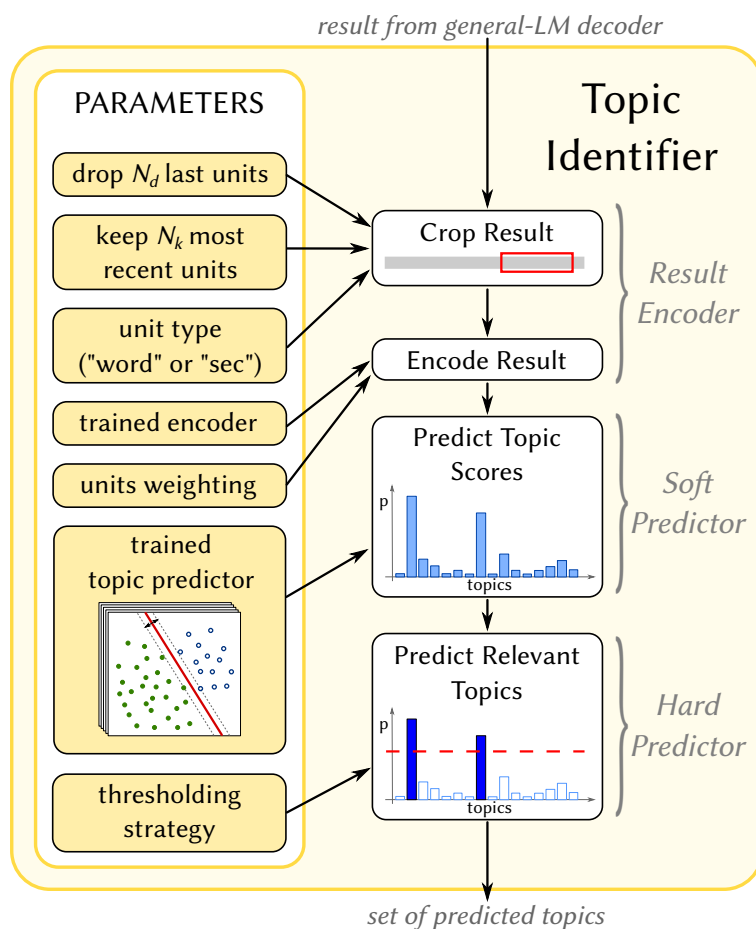 result from general-LM decoder
Topic
Identifier
PARAMETERS
drop N_d last units
keep N_k most
recent units
unit type
("word" or "sec")
trained encoder
units weighting
trained
topic predictor
thresholding
strategy
Crop Result
Encode Result
Predict Topic
Scores
p
topics
Predict Relevant
Topics
p
topics
Result
Encoder
Soft
Predictor
Hard
Predictor
set of predicted topics